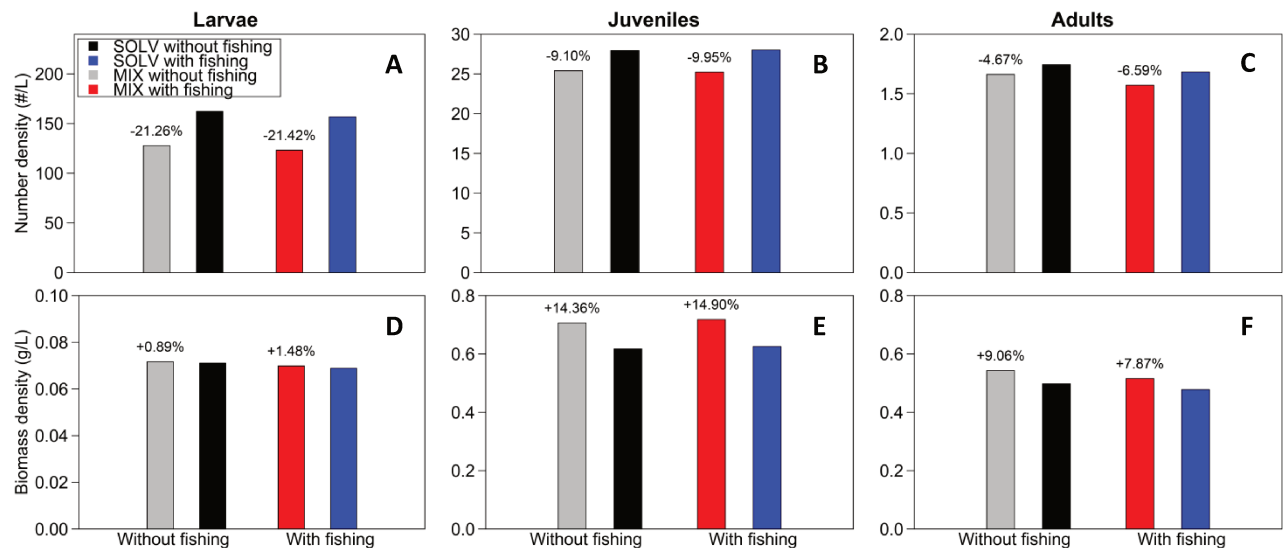 Larvae
Juveniles
Adults
SOLV without fishing
SOLV with fishing
MIX without fishing
MIX with fishing
A
Number density (#/L)
200
150
100
50
0
-21.26%
-21.42%
B
30
25
20
15
10
5
0
-9.10%
-9.95%
C
2.0
1.5
1.0
0.5
0.0
-4.67%
-6.59%
D
Biomass density (g/L)
0.10
0.08
0.06
0.04
0.02
0.00
+0.89%
+1.48%
Without fishing
With fishing
E
0.8
0.6
0.4
0.2
0.0
+14.36%
+14.90%
Without fishing
With fishing
F
0.8
0.6
0.4
0.2
0.0
+9.06%
+7.87%
Without fishing
With fishing